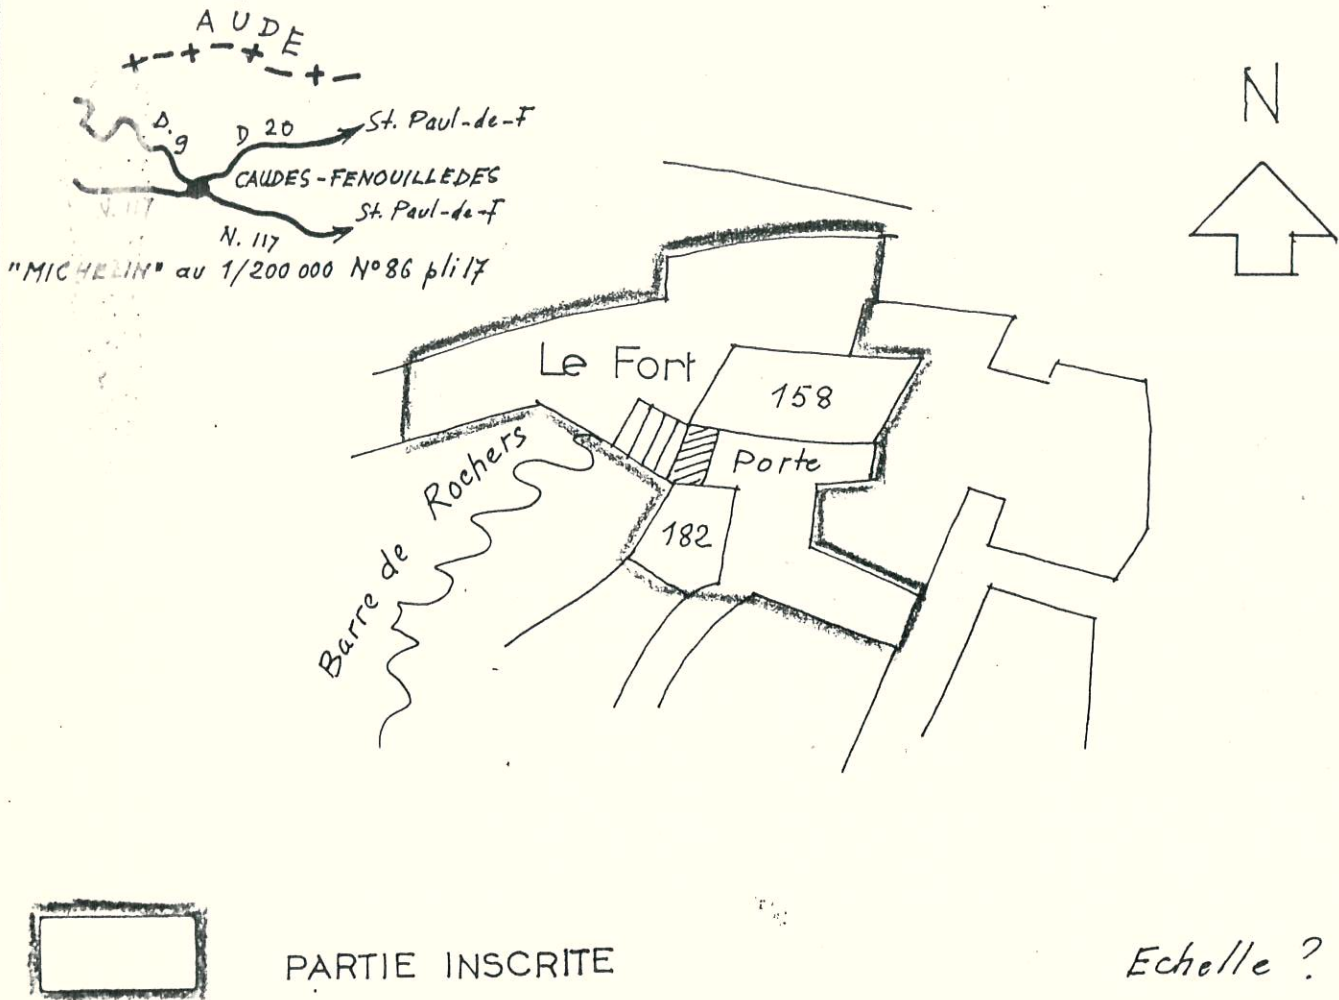 AUDE
D. 9
D 20
St. Paul-de-F
CAUDES-FENOUILLEDES
N. 117
St. Paul-de-F
N. 117
"MICHELIN" au 1/200 000 N°86 pli 17
N
Le Fort
158
Porte
182
Barre de Rochers
PARTIE INSCRITE
Echelle ?